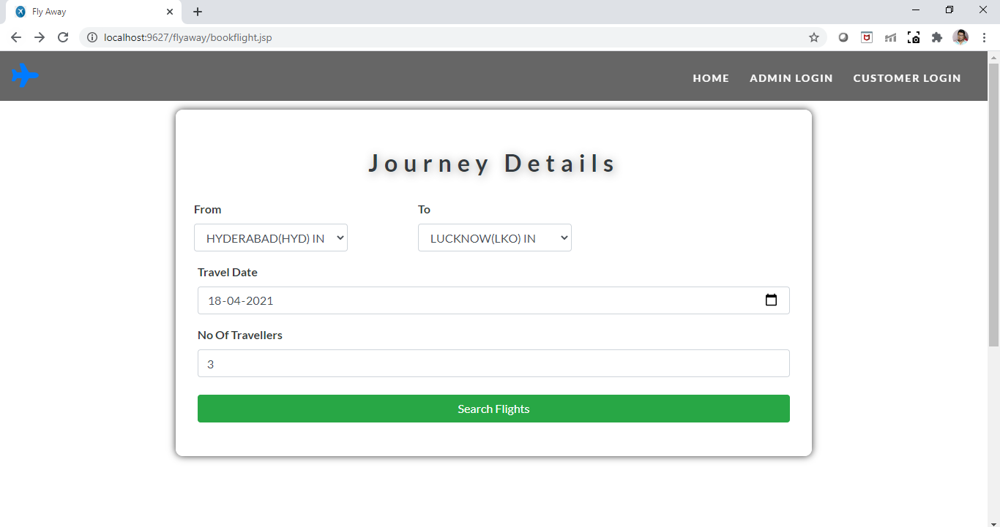 Fly Away
localhost:9627/flyaway/bookflight.jsp
HOME ADMIN LOGIN CUSTOMER LOGIN
Journey Details
From To
HYDERABAD(HYD) IN LUCKNOW(LKO) IN
Travel Date
18-04-2021
No Of Travellers
3
Search Flights